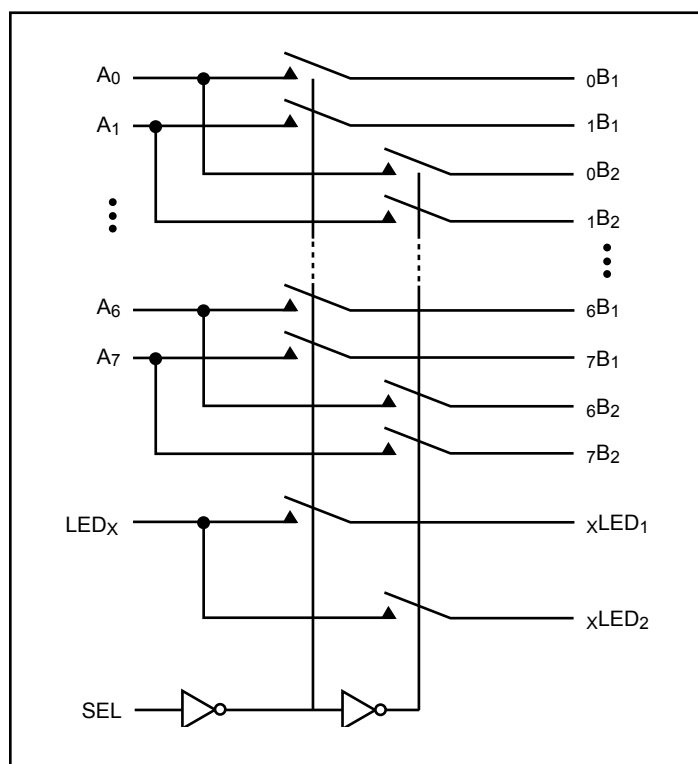 A0 0B1
A1 1B1
0B2
1B2
A6 6B1
A7 7B1
6B2
7B2
LEDX XLED1
XLED2
SEL